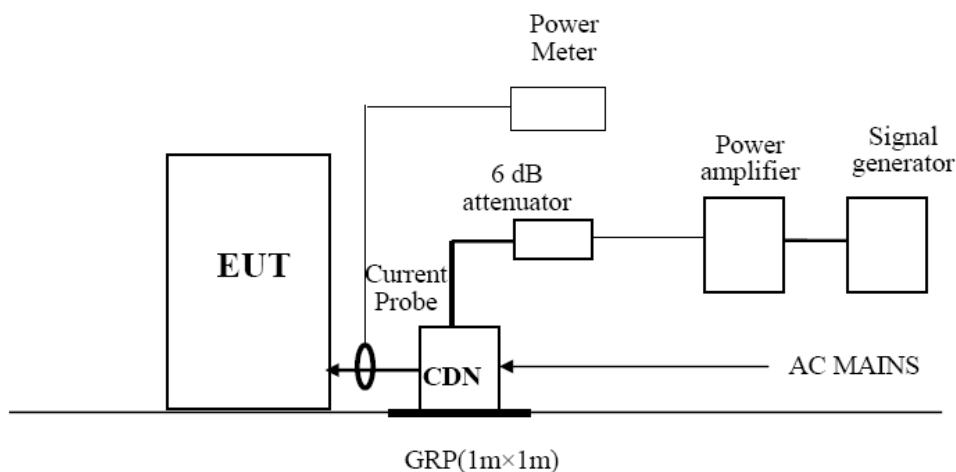 Power
Meter
Signal
generator
Power
amplifier
6 dB
attenuator
EUT
Current
Probe
CDN
AC MAINS
GRP(1m×1m)